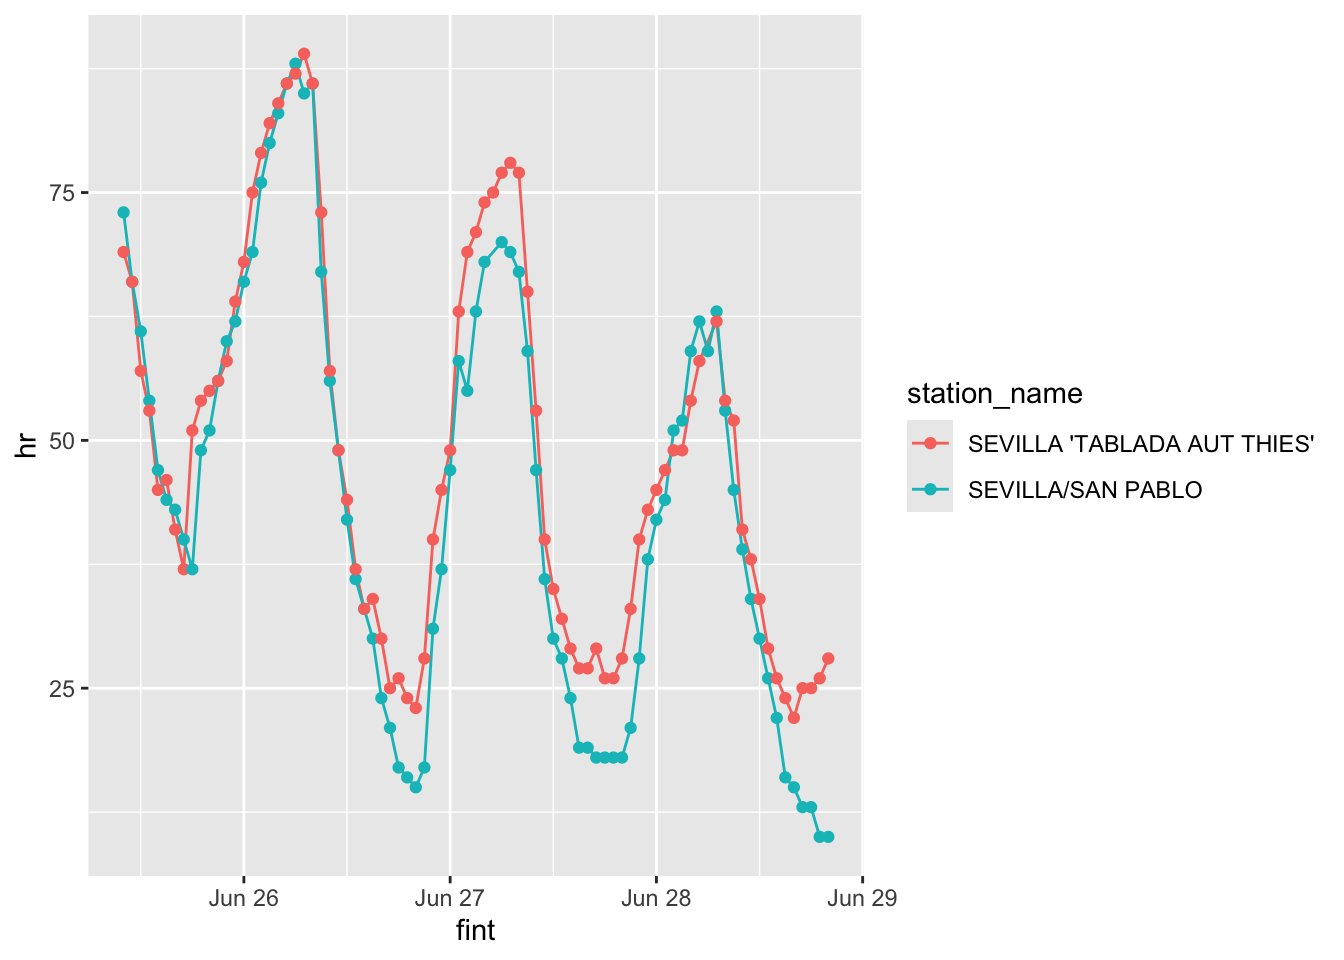 75
50
25
hr
Jun 26
Jun 27
Jun 28
Jun 29
fint
station_name
SEVILLA 'TABLADA AUT THIES'
SEVILLA/SAN PABLO